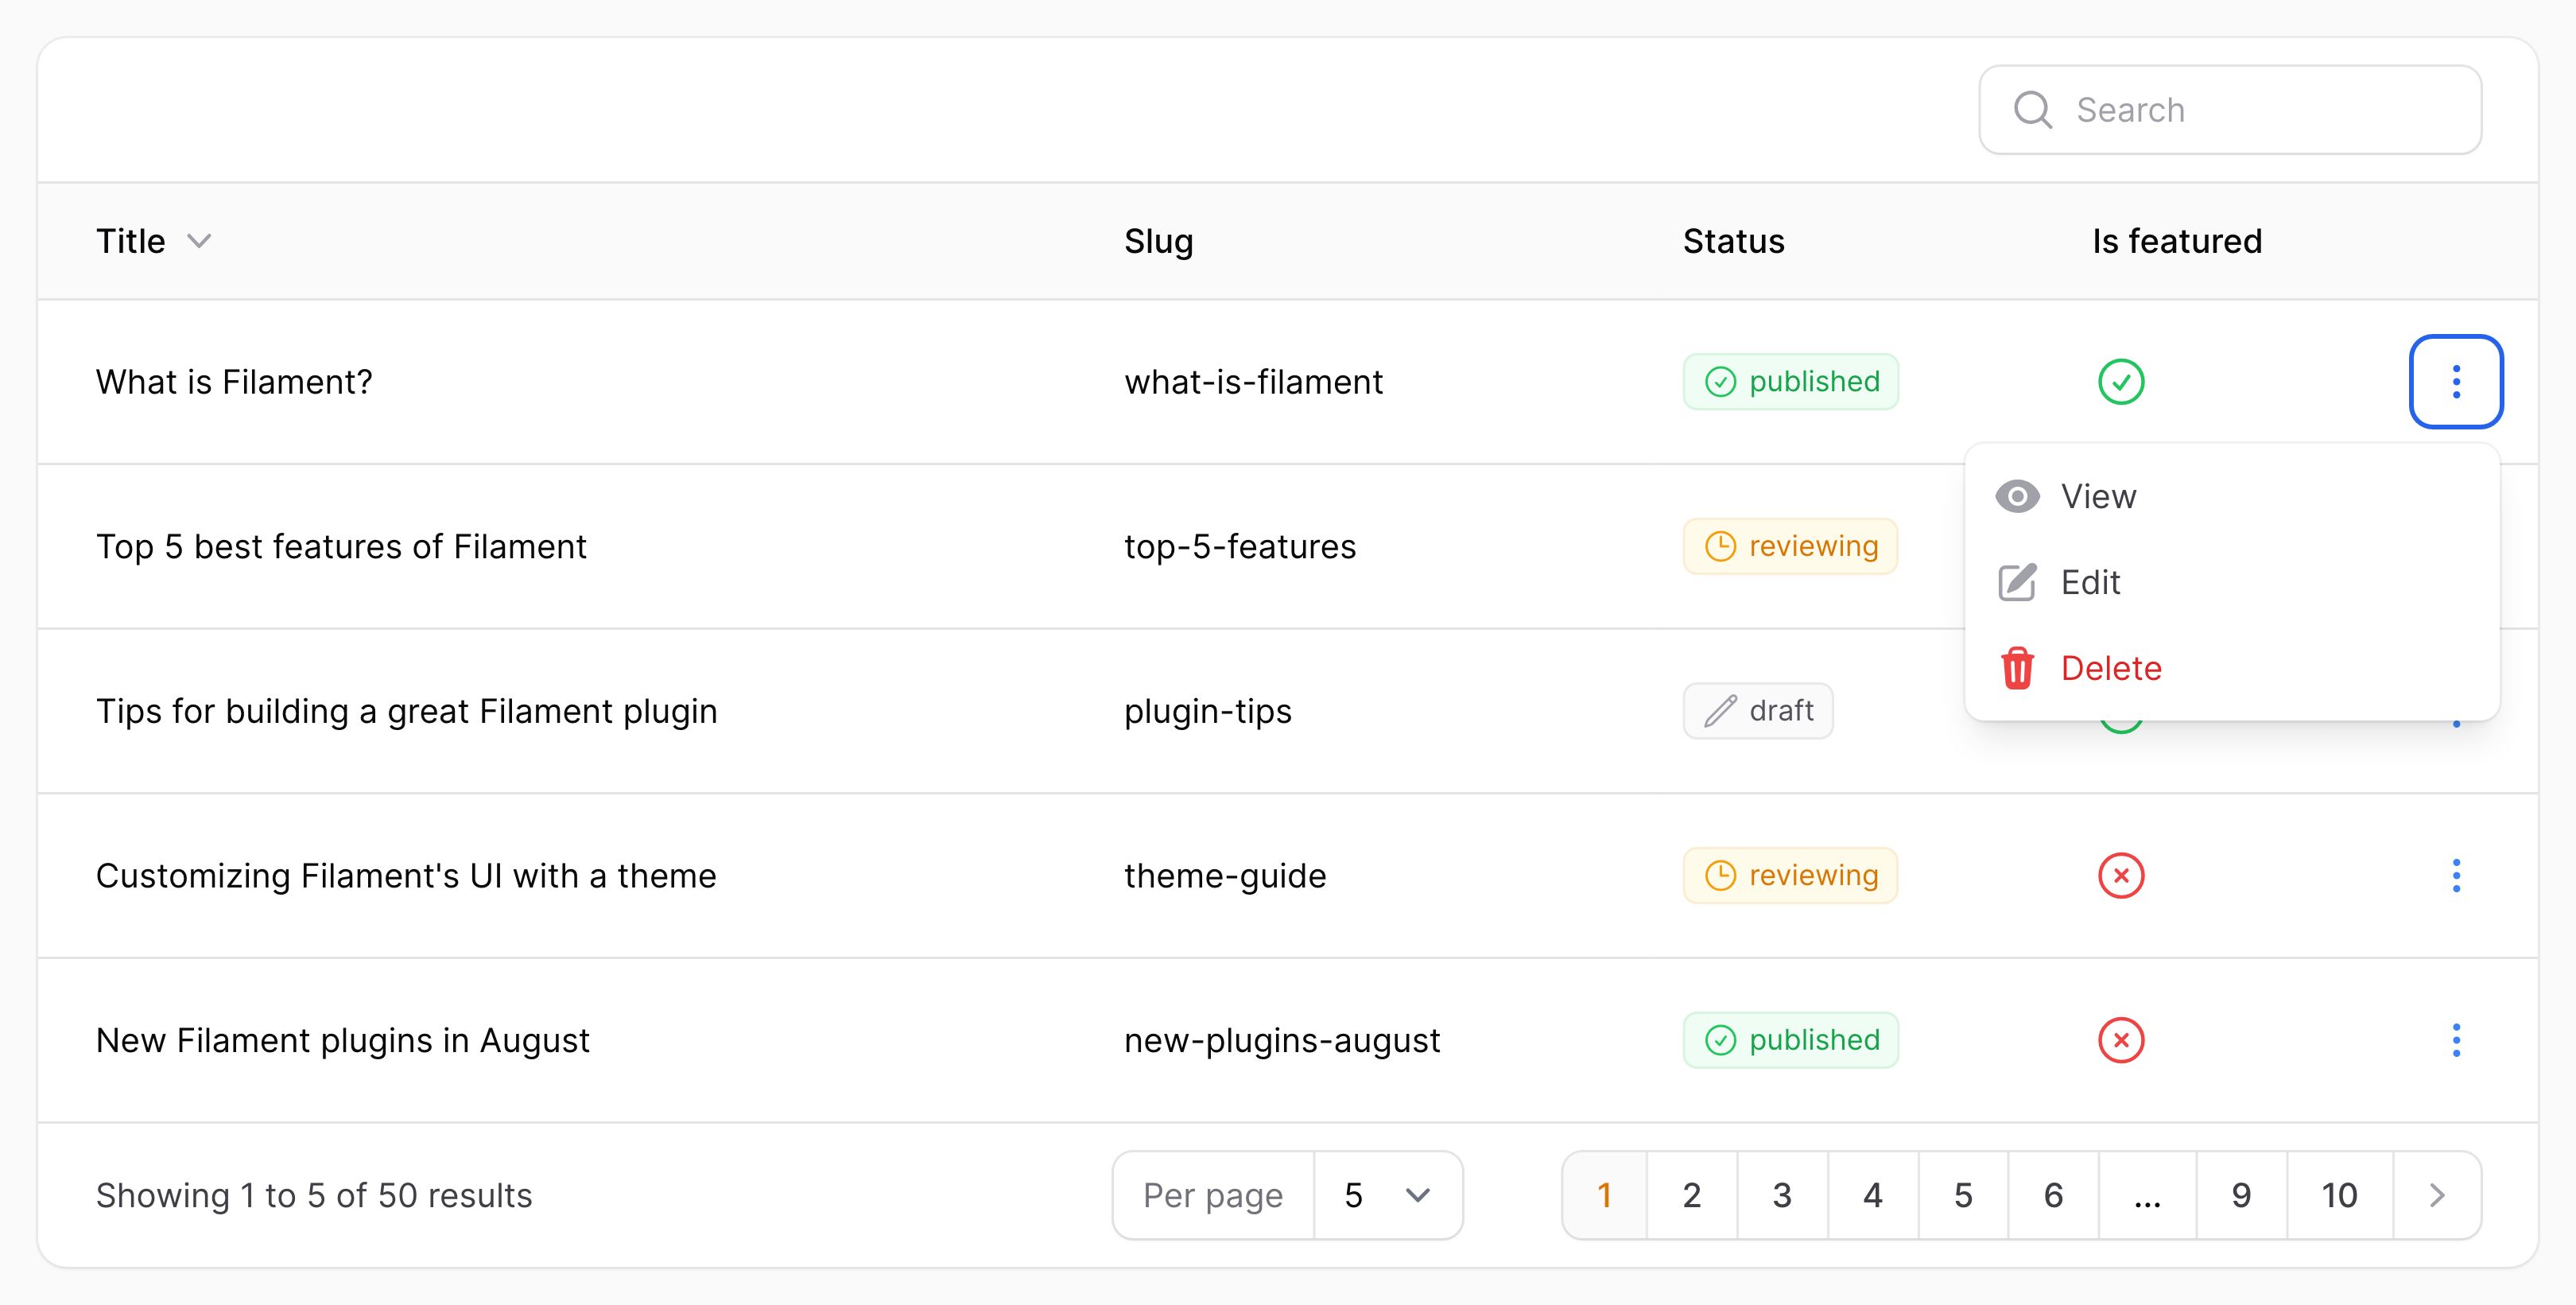 Search
Title Slug Status Is featured
What is Filament? what-is-filament published
View
Top 5 best features of Filament top-5-features reviewing
Edit
Delete
Tips for building a great Filament plugin plugin-tips draft
Customizing Filament's UI with a theme theme-guide reviewing
New Filament plugins in August new-plugins-august published
Showing 1 to 5 of 50 results Per page 5 1 2 3 4 5 6 ... 9 10